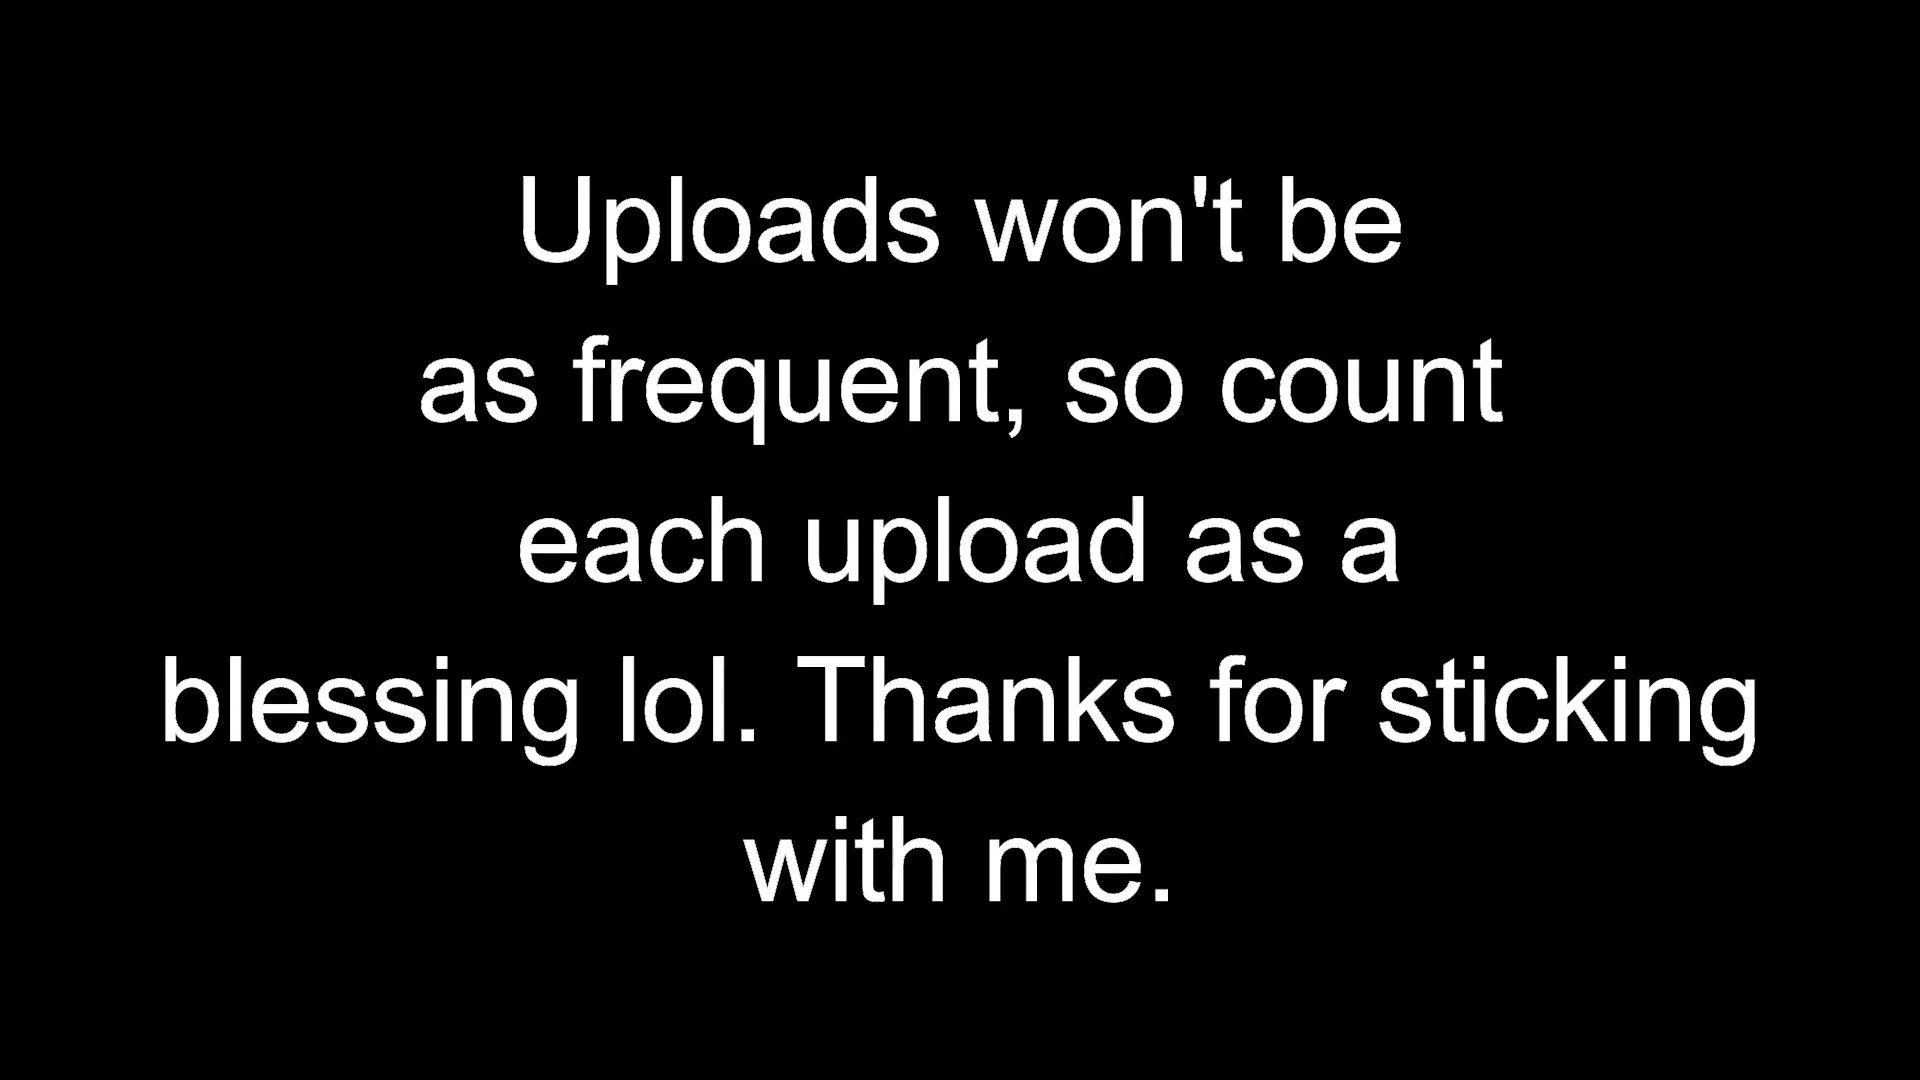 Uploads won't be
as frequent, so count
each upload as a
blessing lol. Thanks for sticking
with me.